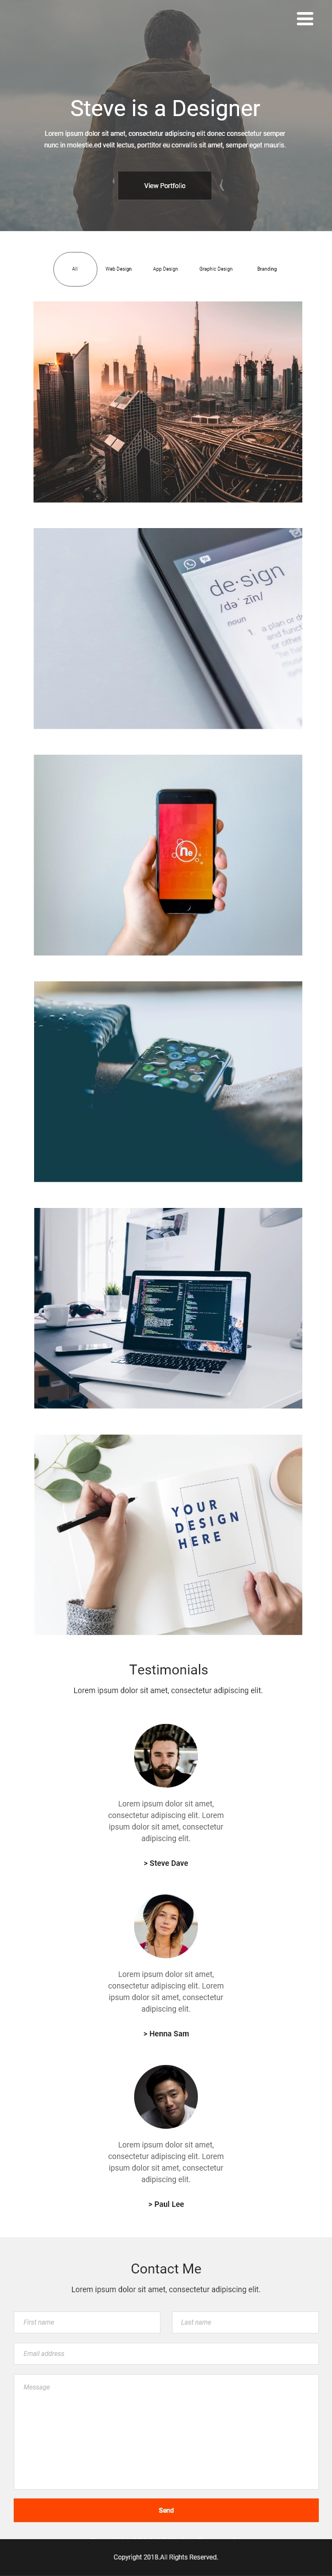 Steve is a Designer
Lorem ipsum dolor sit amet, consectetur adipiscing elit donec consectetur semper
nunc in molestie.ed velit lectus, porttitor eu convallis sit amet, semper eget mauris.
View Portfolio
All Web Design App Design Graphic Design Branding
de·sign
/dəˈzīn/
noun
1. a plan or d
and functi
or other
YOUR
DESIGN
HERE
Testimonials
Lorem ipsum dolor sit amet, consectetur adipiscing elit.
Lorem ipsum dolor sit amet,
consectetur adipiscing elit. Lorem
ipsum dolor sit amet, consectetur
adipiscing elit.
> Steve Dave
Lorem ipsum dolor sit amet,
consectetur adipiscing elit. Lorem
ipsum dolor sit amet, consectetur
adipiscing elit.
> Henna Sam
Lorem ipsum dolor sit amet,
consectetur adipiscing elit. Lorem
ipsum dolor sit amet, consectetur
adipiscing elit.
> Paul Lee
Contact Me
Lorem ipsum dolor sit amet, consectetur adipiscing elit.
First name Last name
Email address
Message
Send
Copyright 2018.All Rights Reserved.